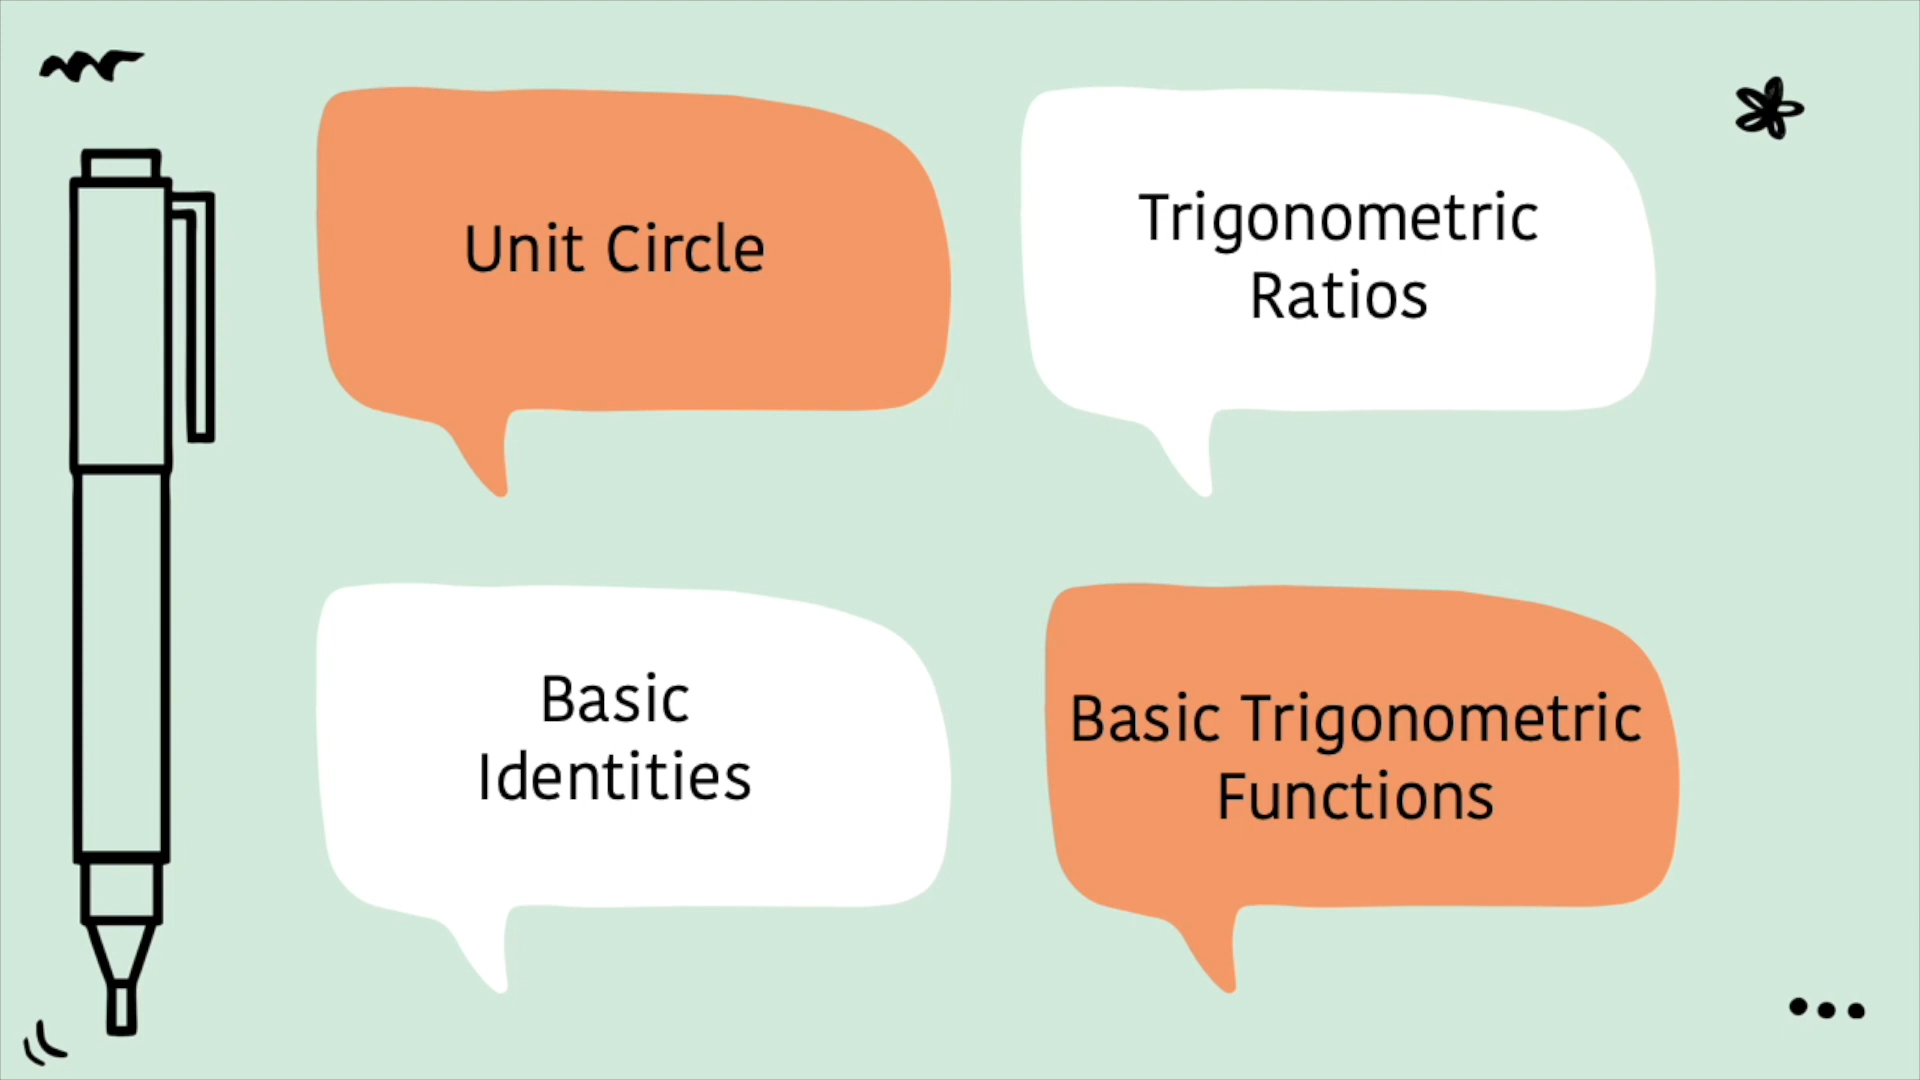 Unit Circle
Trigonometric
Ratios
Basic
Identities
Basic Trigonometric
Functions